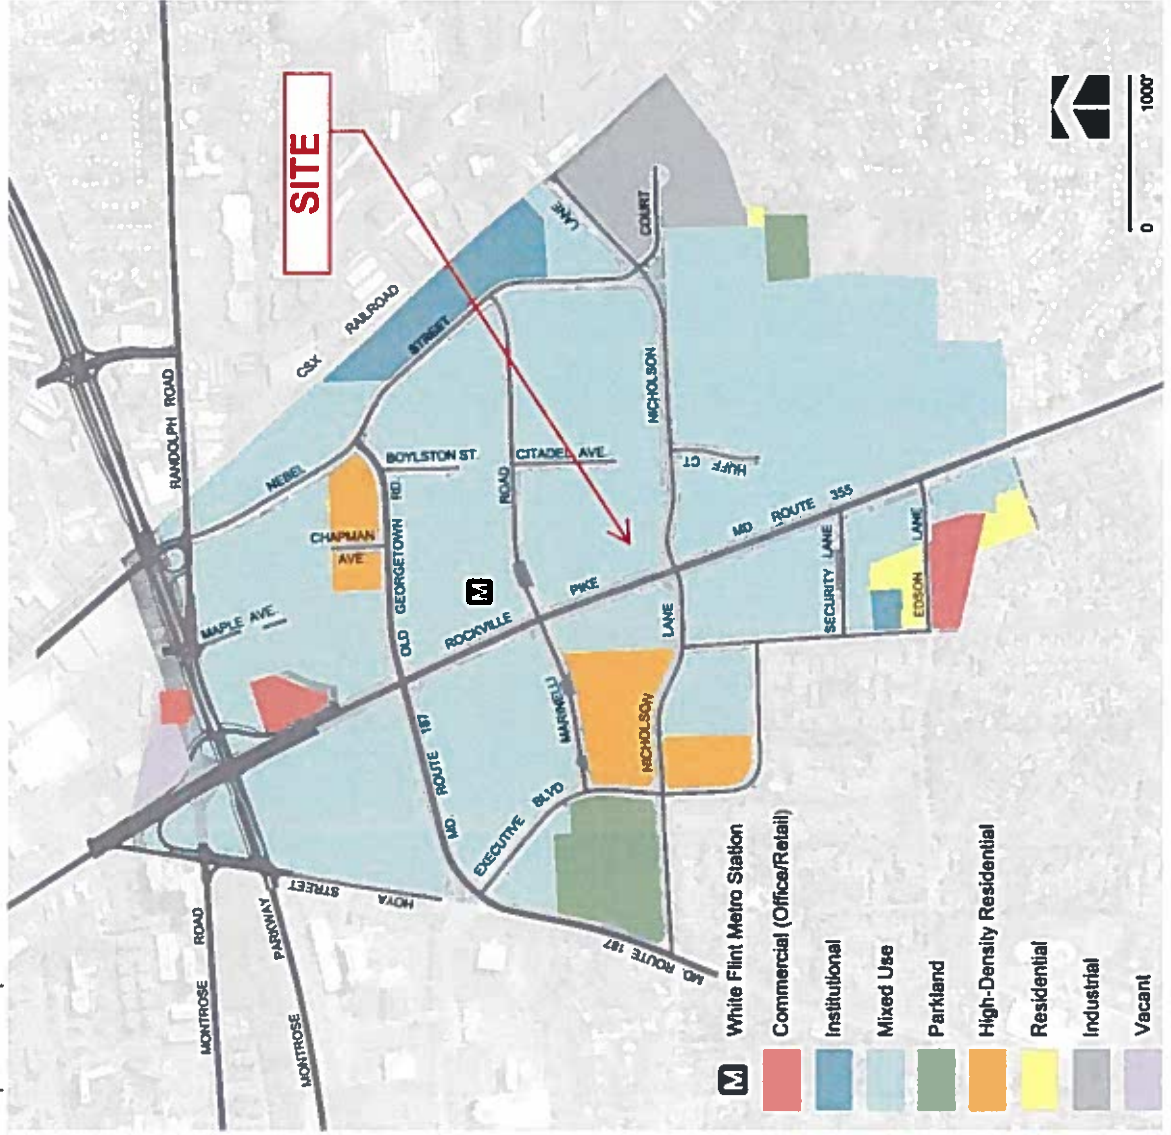 SITE
CSX
RAILROAD
RANDOLPH ROAD
NEBEL
STREET
LANE
COURT
BOYLSTON ST.
CITADEL AVE.
NICHOLSON
HUFF CT
CHAPMAN
AVE
OLD GEORGETOWN RD.
ROAD
MAPLE AVE.
M
ROCKVILLE
PIKE
MD ROUTE 355
LANE
SECURITY LANE
EDSON LANE
MARINELLI
NICHOLSON
MD. ROUTE 187
EXECUTIVE BLVD
HOYA STREET
MD. ROUTE 187
MONTROSE ROAD
MONTROSE PARKWAY
0 1000'
M White Flint Metro Station
Commercial (Office/Retail)
Institutional
Mixed Use
Parkland
High-Density Residential
Residential
Industrial
Vacant